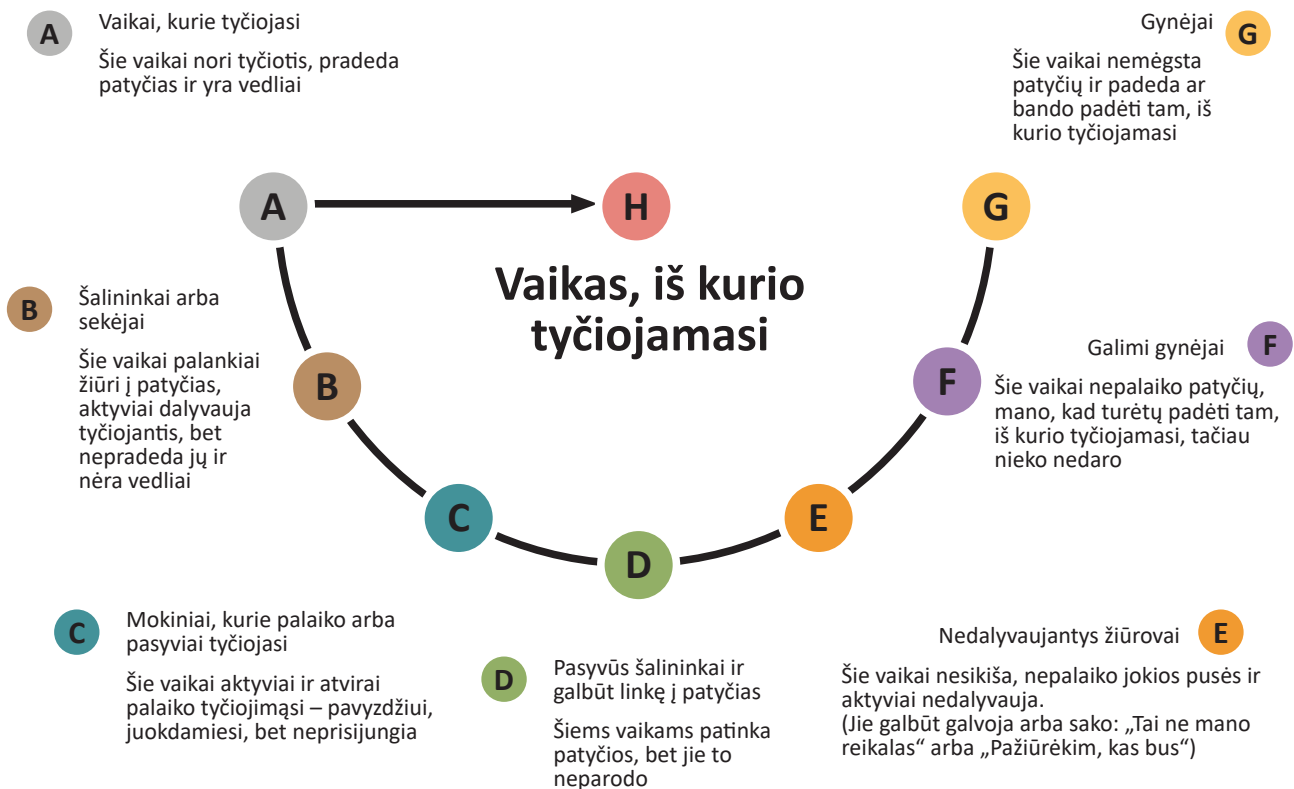 A
Vaikai, kurie tyčiojasi
Šie vaikai nori tyčiotis, pradeda
patyčias ir yra vedliai
Gynėjai
G
Šie vaikai nemėgsta
patyčių ir padeda ar
bando padėti tam, iš
kurio tyčiojamasi
A
H
G
Vaikas, iš kurio
tyčiojamasi
B
Šalininkai arba
sekėjai
Šie vaikai palankiai
žiūri į patyčias,
aktyviai dalyvauja
tyčiojantis, bet
nepradeda jų ir
nėra vedliai
B
F
Galimi gynėjai
F
Šie vaikai nepalaiko patyčių,
mano, kad turėtų padėti tam,
iš kurio tyčiojamasi, tačiau
nieko nedaro
C
D
E
C
Mokiniai, kurie palaiko arba
pasyviai tyčiojasi
Šie vaikai aktyviai ir atvirai
palaiko tyčiojimąsi – pavyzdžiui,
juokdamiesi, bet neprisijungia
D
Pasyvūs šalininkai ir
galbūt linkę į patyčias
Šiems vaikams patinka
patyčios, bet jie to
neparodo
Nedalyvaujantys žiūrovai
E
Šie vaikai nesikiša, nepalaiko jokios pusės ir
aktyviai nedalyvauja.
(Jie galbūt galvoja arba sako: „Tai ne mano
reikalas“ arba „Pažiūrėkim, kas bus“)